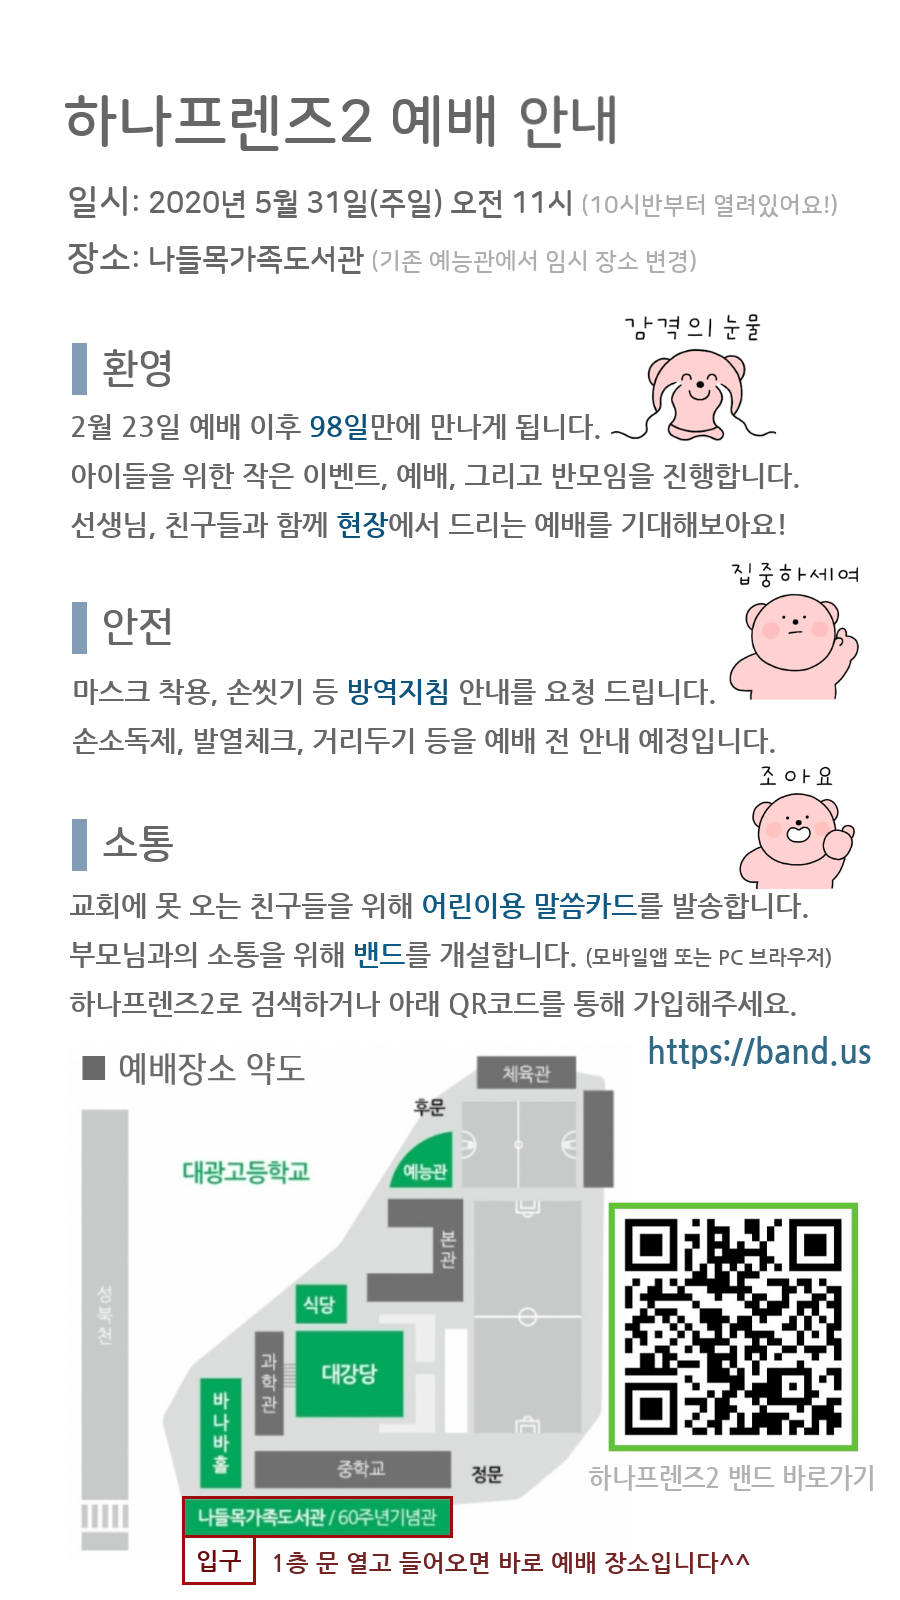 하나프렌즈2 예배 안내
일시: 2020년 5월 31일(주일) 오전 11시 (10시반부터 열려있어요!)
장소: 나들목가족도서관 (기존 예능관에서 임시 장소 변경)
감격의눈물
환영
2월 23일 예배 이후 98일만에 만나게 됩니다.
아이들을 위한 작은 이벤트, 예배, 그리고 반모임을 진행합니다.
선생님, 친구들과 함께 현장에서 드리는 예배를 기대해보아요!
집중하세여
안전
마스크 착용, 손씻기 등 방역지침 안내를 요청 드립니다.
손소독제, 발열체크, 거리두기 등을 예배 전 안내 예정입니다.
조아요
소통
교회에 못 오는 친구들을 위해 어린이용 말씀카드를 발송합니다.
부모님과의 소통을 위해 밴드를 개설합니다. (모바일앱 또는 PC 브라우저)
하나프렌즈2로 검색하거나 아래 QR코드를 통해 가입해주세요.
https://band.us
■ 예배장소 약도
체육관
후문
대광고등학교
예능관
본관
성북천
식당
과학관
대강당
바나바홀
중학교
정문
하나프렌즈2 밴드 바로가기
나들목가족도서관 / 60주년기념관
입구
1층 문 열고 들어오면 바로 예배 장소입니다^^